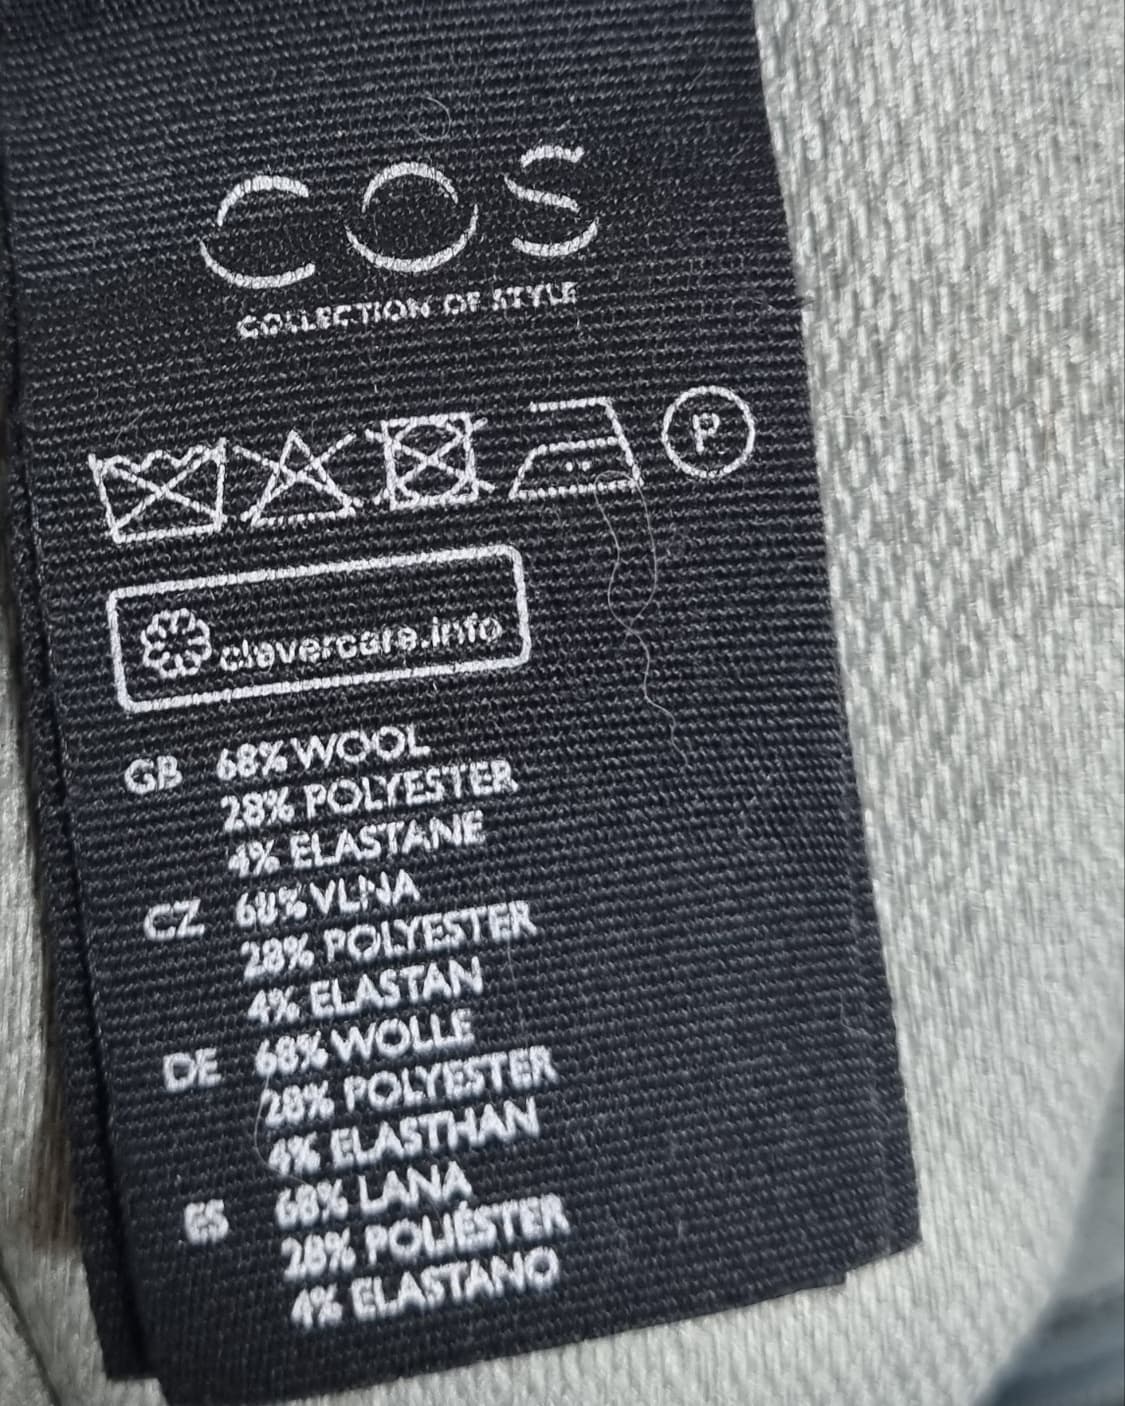 COS
COLLECTION OF STYLE
P
clevercare.info
GB 68% WOOL
28% POLYESTER
4% ELASTANE
CZ 68% VLNA
28% POLYESTER
4% ELASTAN
DE 68% WOLLE
28% POLYESTER
4% ELASTHAN
ES 68% LANA
28% POLIÉSTER
4% ELASTANO